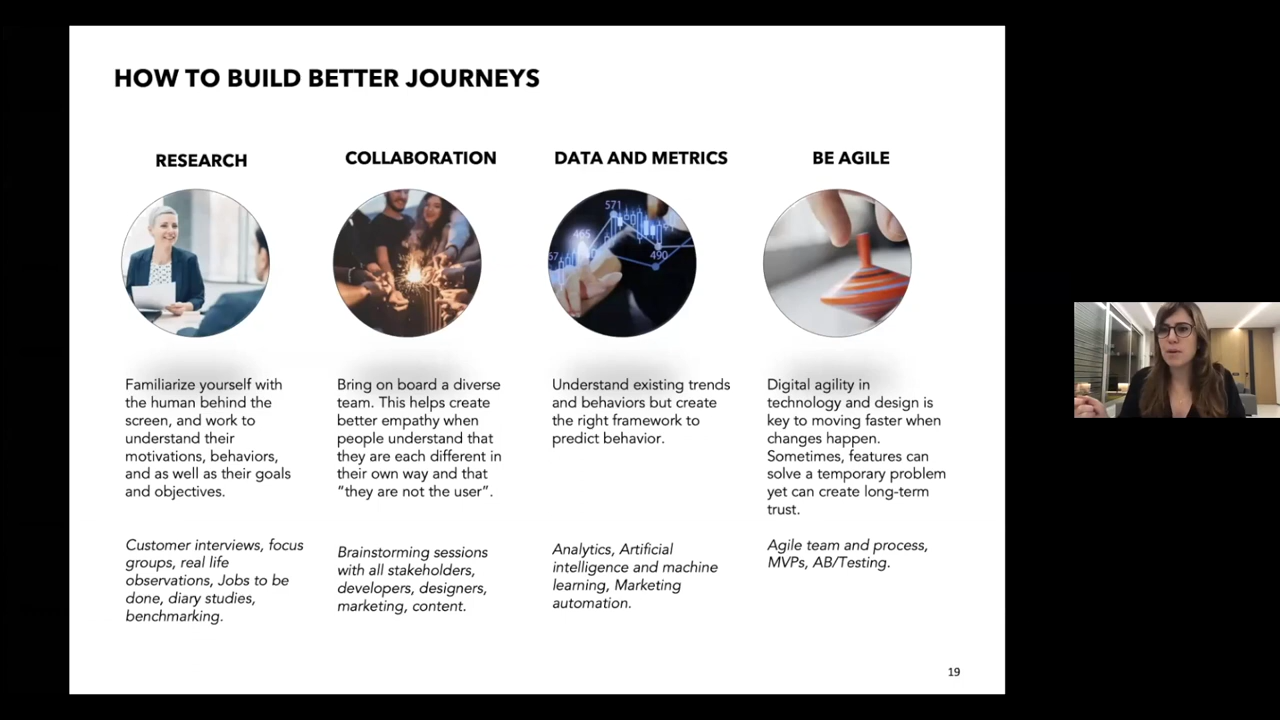 HOW TO BUILD BETTER JOURNEYS
RESEARCH
Familiarize yourself with
the human behind the
screen, and work to
understand their
motivations, behaviors,
and as well as their goals
and objectives.
Customer interviews, focus
groups, real life
observations, Jobs to be
done, diary studies,
benchmarking.
COLLABORATION
Bring on board a diverse
team. This helps create
better empathy when
people understand that
they are each different in
their own way and that
“they are not the user”.
Brainstorming sessions
with all stakeholders,
developers, designers,
marketing, content.
DATA AND METRICS
571
465
490
Understand existing trends
and behaviors but create
the right framework to
predict behavior.
Analytics, Artificial
intelligence and machine
learning, Marketing
automation.
BE AGILE
Digital agility in
technology and design is
key to moving faster when
changes happen.
Sometimes, features can
solve a temporary problem
yet can create long-term
trust.
Agile team and process,
MVPs, AB/Testing.
19